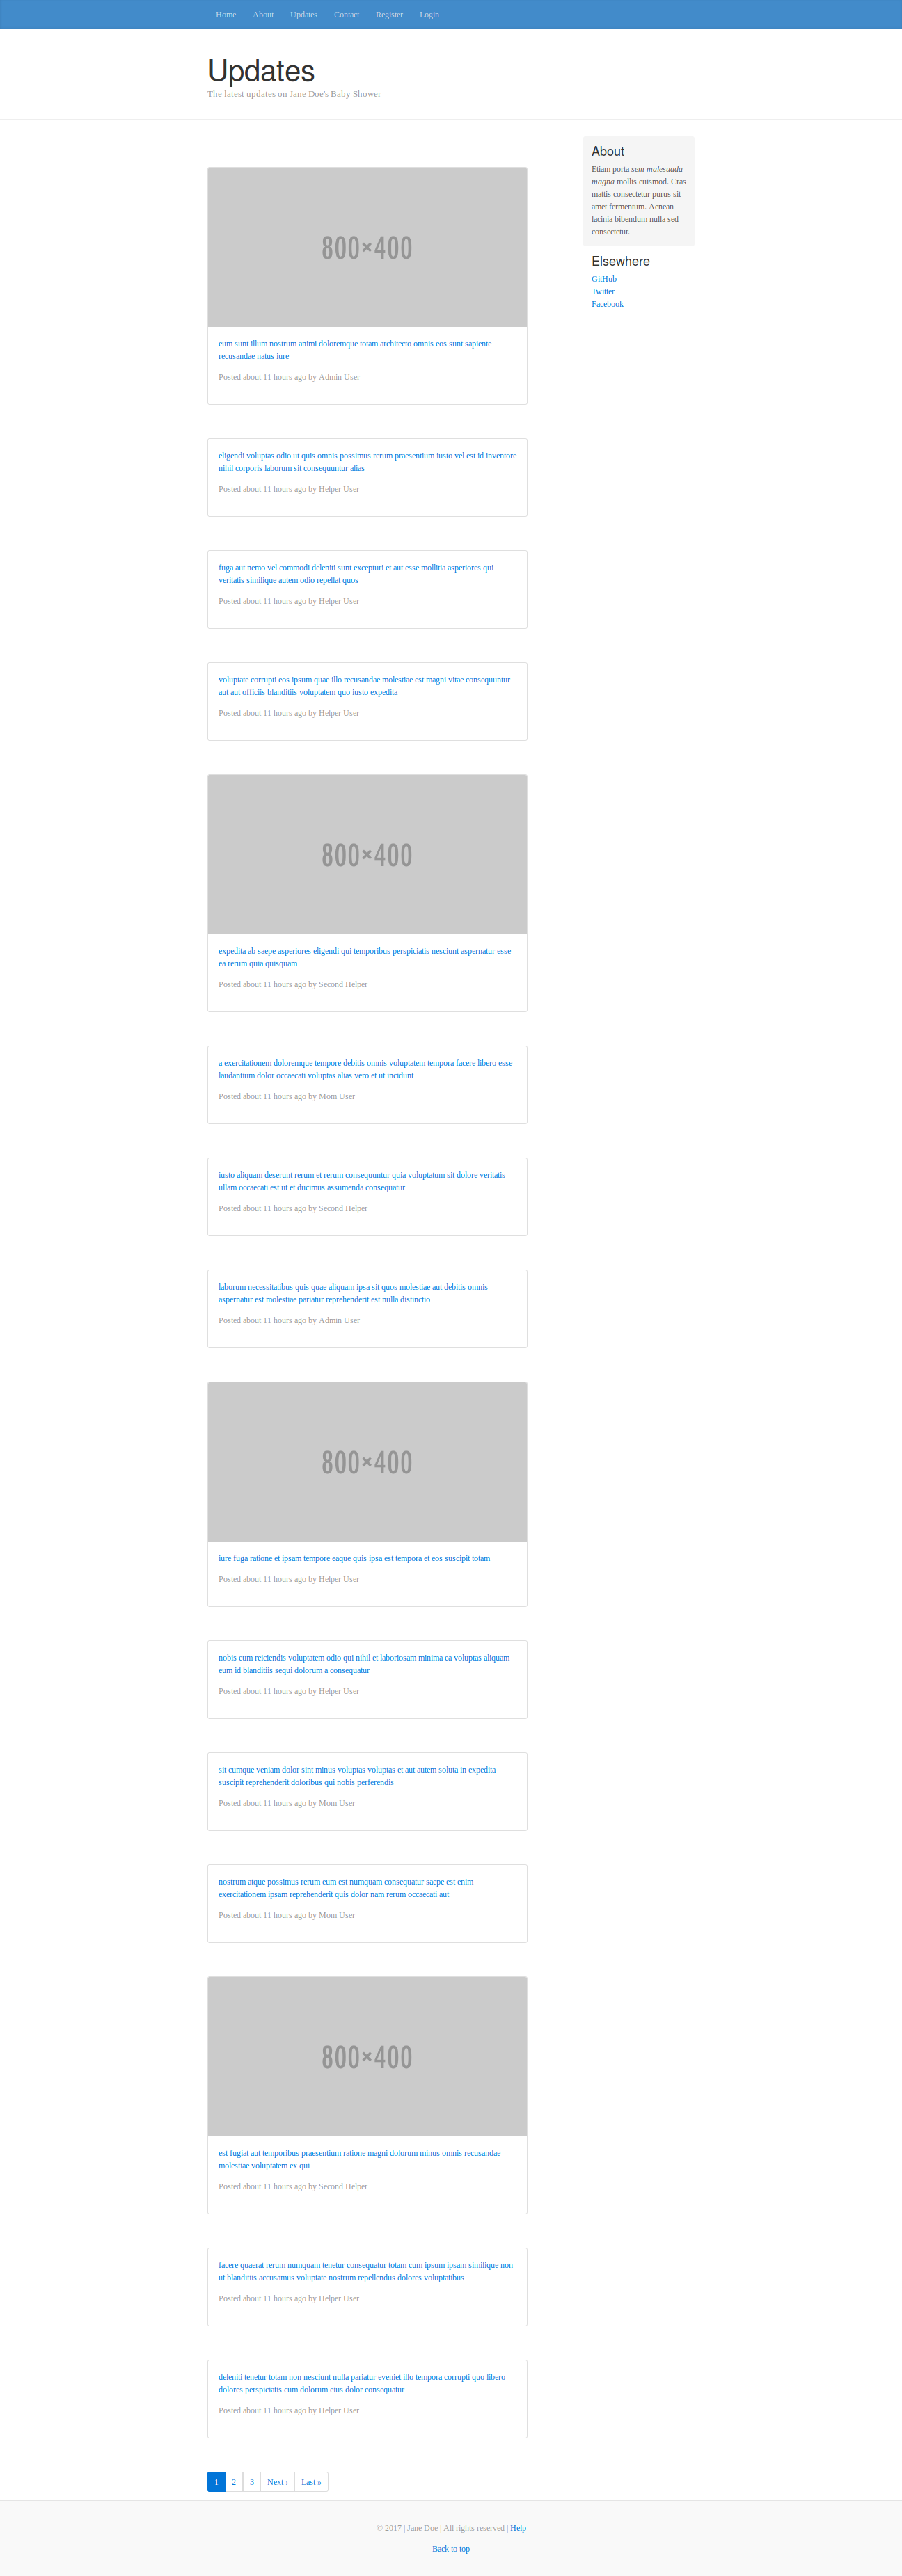 Home About Updates Contact Register Login
Updates
The latest updates on Jane Doe's Baby Shower
800×400
eum sunt illum nostrum animi doloremque totam architecto omnis eos sunt sapiente
recusandae natus iure
Posted about 11 hours ago by Admin User
eligendi voluptas odio ut quis omnis possimus rerum praesentium iusto vel est id inventore
nihil corporis laborum sit consequuntur alias
Posted about 11 hours ago by Helper User
fuga aut nemo vel commodi deleniti sunt excepturi et aut esse mollitia asperiores qui
veritatis similique autem odio repellat quos
Posted about 11 hours ago by Helper User
voluptate corrupti eos ipsum quae illo recusandae molestiae est magni vitae consequuntur
aut aut officiis blanditiis voluptatem quo iusto expedita
Posted about 11 hours ago by Helper User
800×400
expedita ab saepe asperiores eligendi qui temporibus perspiciatis nesciunt aspernatur esse
ea rerum quia quisquam
Posted about 11 hours ago by Second Helper
a exercitationem doloremque tempore debitis omnis voluptatem tempora facere libero esse
laudantium dolor occaecati voluptas alias vero et ut incidunt
Posted about 11 hours ago by Mom User
iusto aliquam deserunt rerum et rerum consequuntur quia voluptatum sit dolore veritatis
ullam occaecati est ut et ducimus assumenda consequatur
Posted about 11 hours ago by Second Helper
laborum necessitatibus quis quae aliquam ipsa sit quos molestiae aut debitis omnis
aspernatur est molestiae pariatur reprehenderit est nulla distinctio
Posted about 11 hours ago by Admin User
800×400
iure fuga ratione et ipsam tempore eaque quis ipsa est tempora et eos suscipit totam
Posted about 11 hours ago by Helper User
nobis eum reiciendis voluptatem odio qui nihil et laboriosam minima ea voluptas aliquam
eum id blanditiis sequi dolorum a consequatur
Posted about 11 hours ago by Helper User
sit cumque veniam dolor sint minus voluptas voluptas et aut autem soluta in expedita
suscipit reprehenderit doloribus qui nobis perferendis
Posted about 11 hours ago by Mom User
nostrum atque possimus rerum eum est numquam consequatur saepe est enim
exercitationem ipsam reprehenderit quis dolor nam rerum occaecati aut
Posted about 11 hours ago by Mom User
800×400
est fugiat aut temporibus praesentium ratione magni dolorum minus omnis recusandae
molestiae voluptatem ex qui
Posted about 11 hours ago by Second Helper
facere quaerat rerum numquam tenetur consequatur totam cum ipsum ipsam similique non
ut blanditiis accusamus voluptate nostrum repellendus dolores voluptatibus
Posted about 11 hours ago by Helper User
deleniti tenetur totam non nesciunt nulla pariatur eveniet illo tempora corrupti quo libero
dolores perspiciatis cum dolorum eius dolor consequatur
Posted about 11 hours ago by Helper User
1 2 3 Next › Last »
About
Etiam porta sem malesuada
magna mollis euismod. Cras
mattis consectetur purus sit
amet fermentum. Aenean
lacinia bibendum nulla sed
consectetur.
Elsewhere
GitHub
Twitter
Facebook
© 2017 | Jane Doe | All rights reserved | Help
Back to top